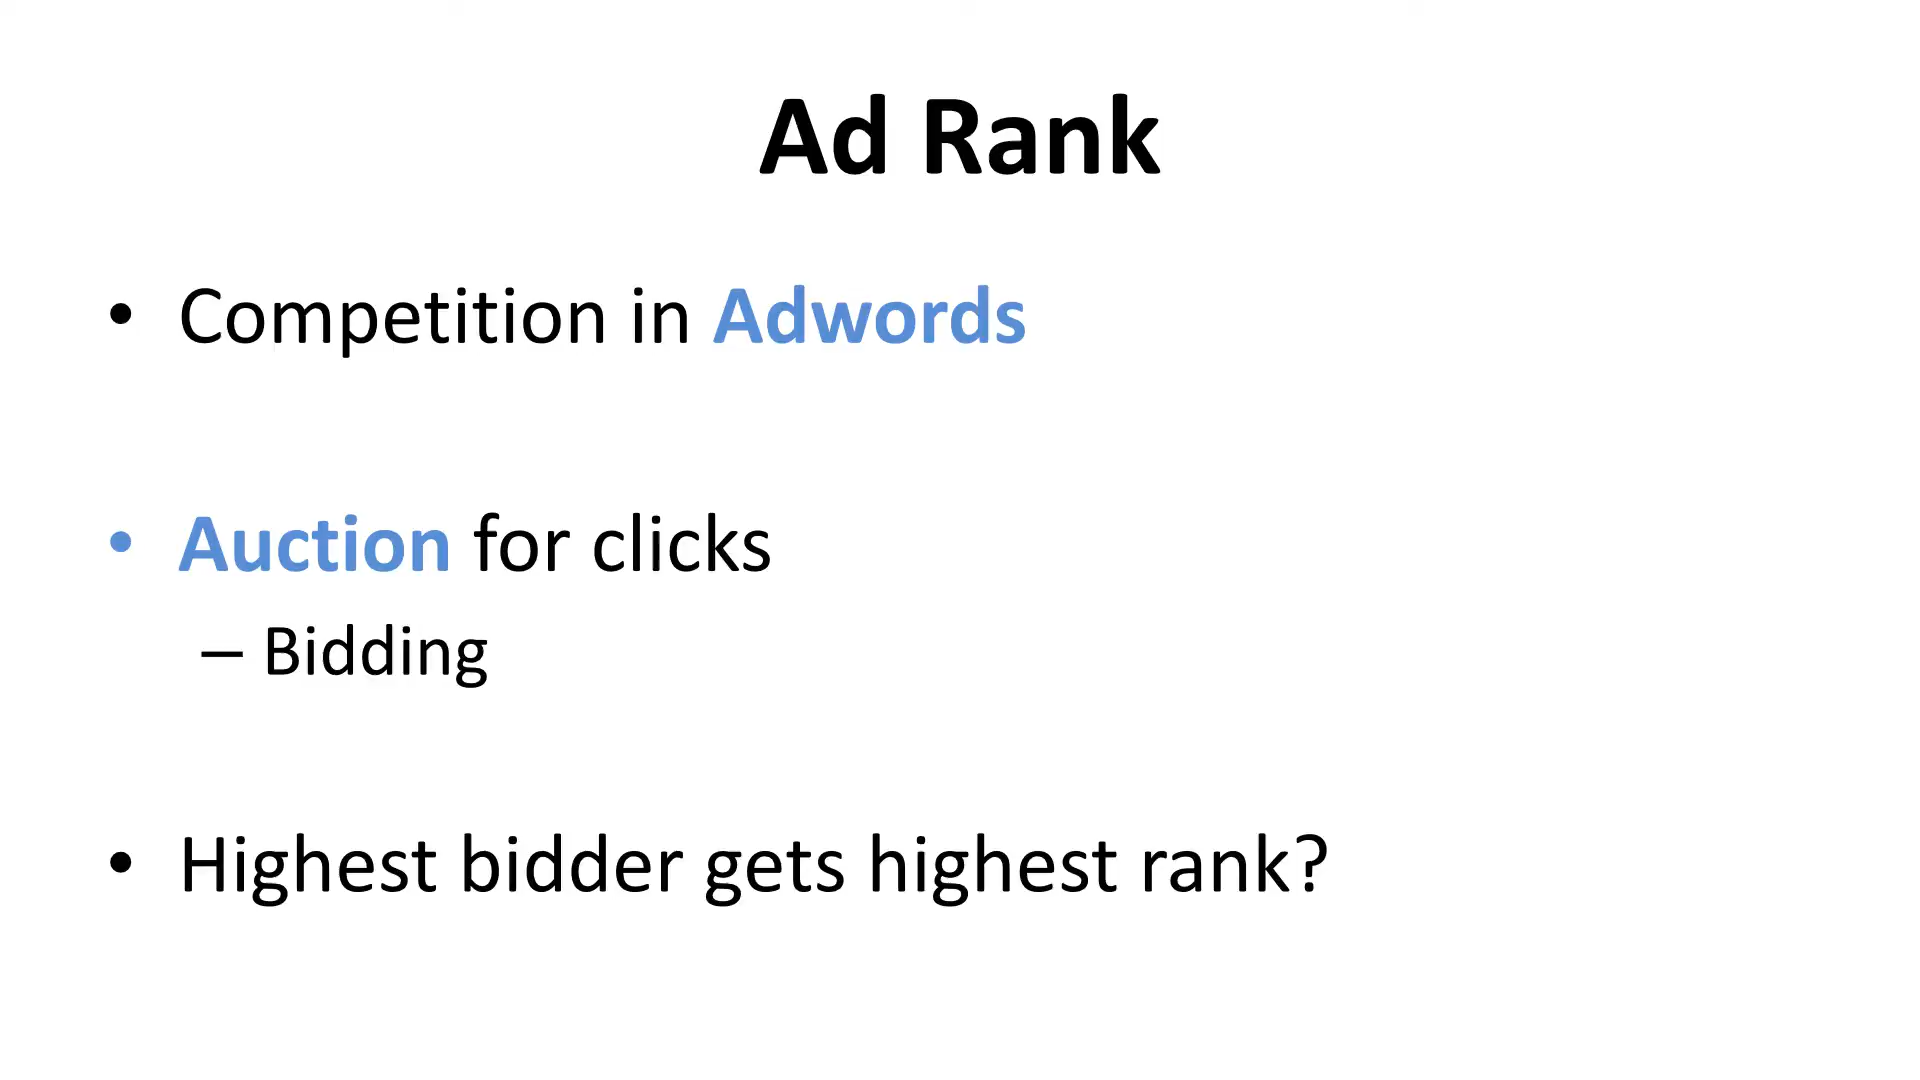 Ad Rank
• Competition in Adwords
• Auction for clicks
– Bidding
• Highest bidder gets highest rank?